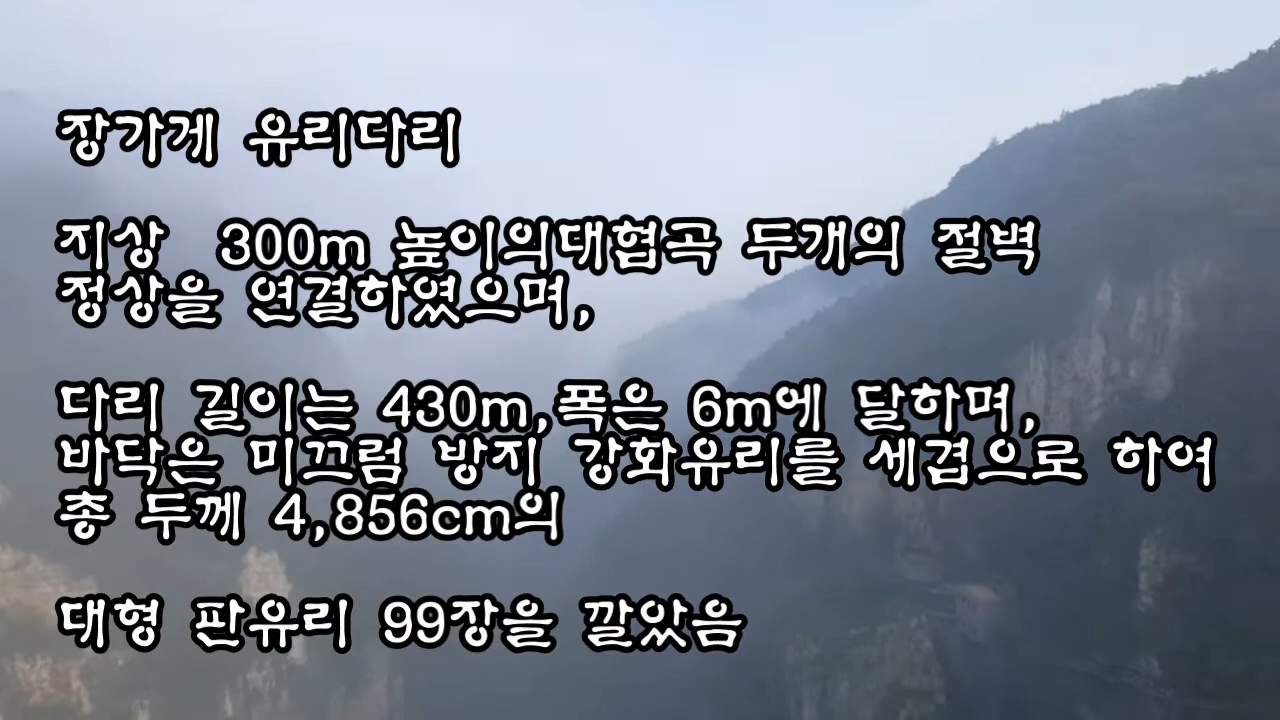 장가게 유리다리
지상 300m 높이의대협곡 두개의 절벽
정상을 연결하였으며,
다리 길이는 430m,폭은 6m에 달하며,
바닥은 미끄럼 방지 강화유리를 세겹으로 하여
총 두께 4,856cm의
대형 판유리 99장을 깔았음